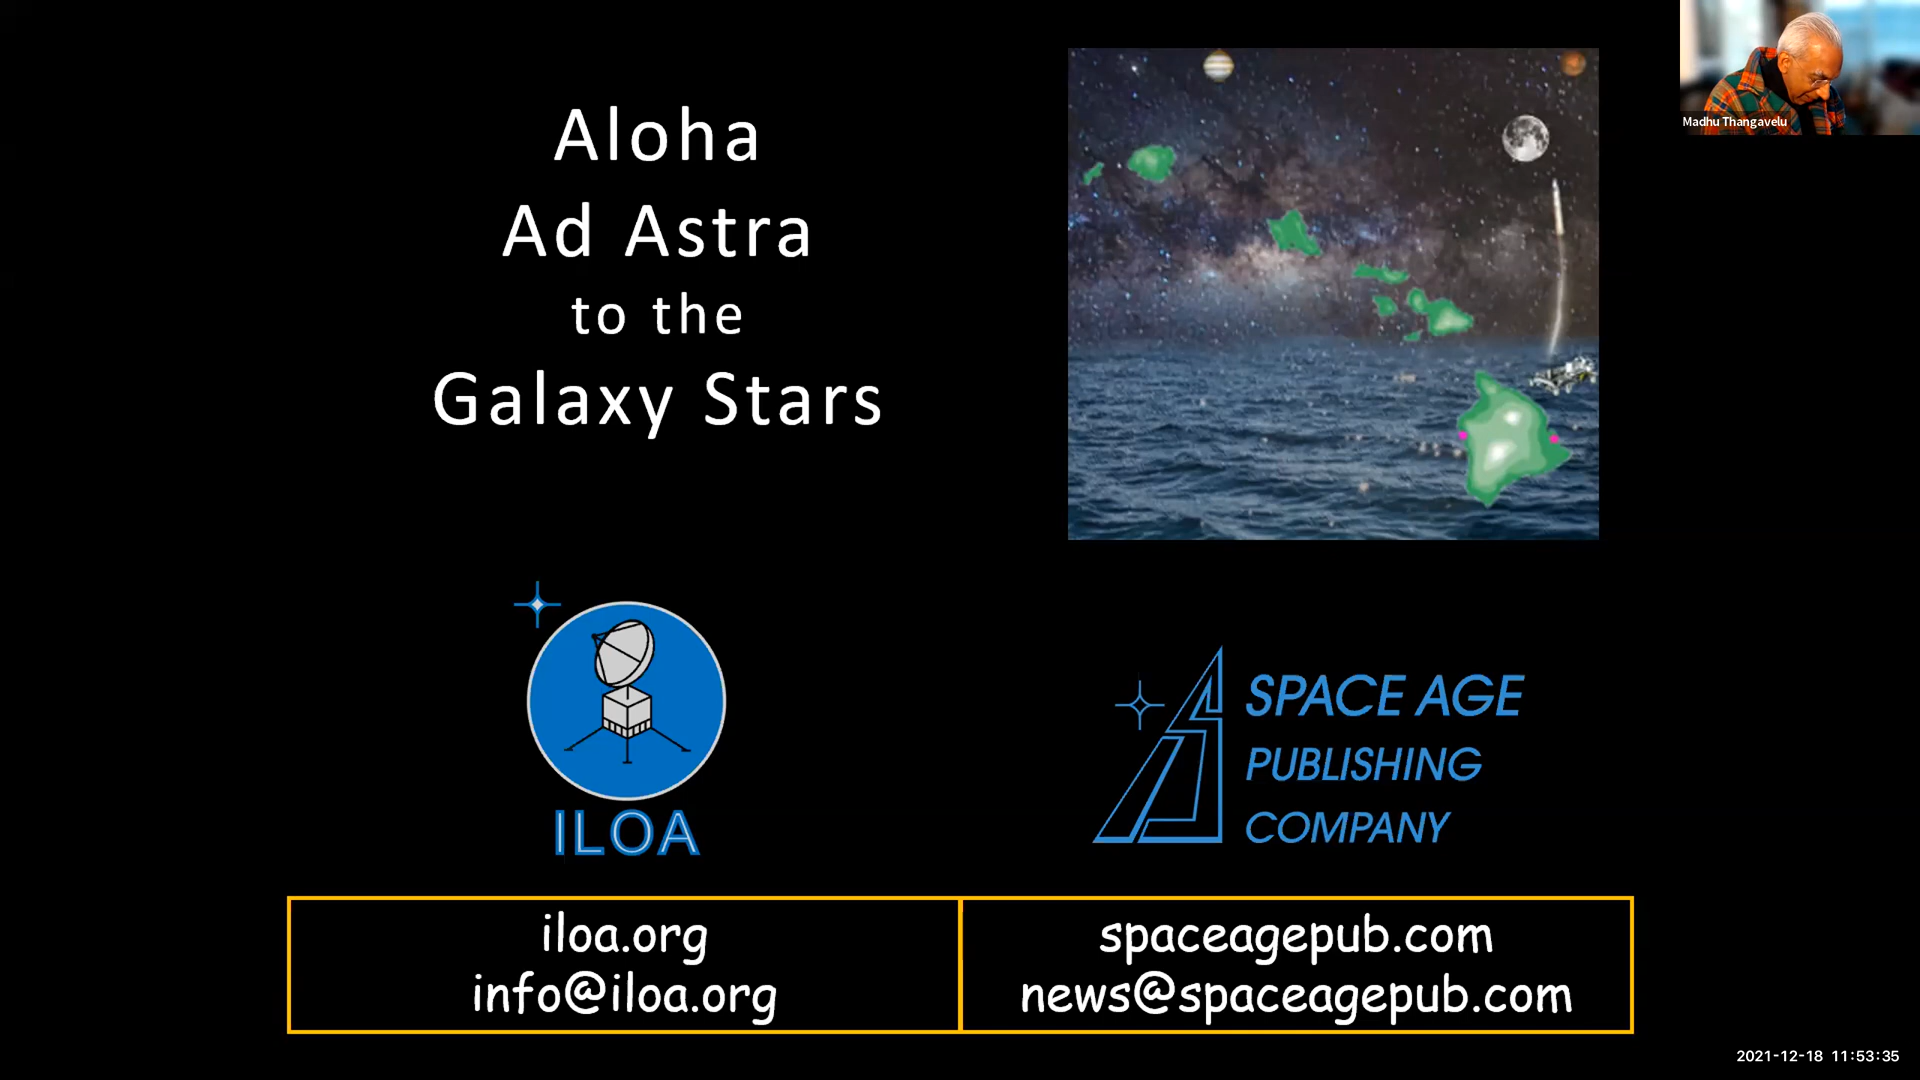 Aloha
Ad Astra
to the
Galaxy Stars
Madhu Thangavelu
ILOA
SPACE AGE
PUBLISHING
COMPANY
iloa.org
info@iloa.org
spaceagepub.com
news@spaceagepub.com
2021-12-18 11:53:35